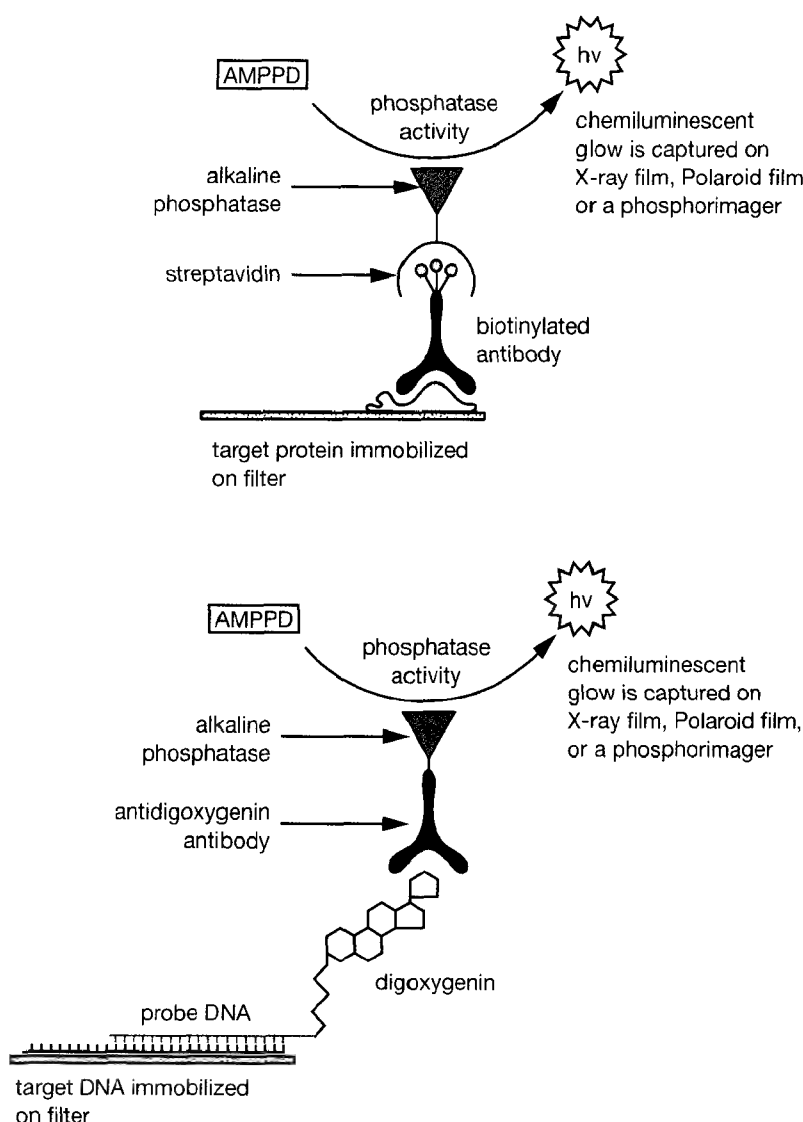 AMPPD
hv
phosphatase
activity
chemiluminescent
glow is captured on
X-ray film, Polaroid film
or a phosphorimager
alkaline
phosphatase
streptavidin
biotinylated
antibody
target protein immobilized
on filter
AMPPD
hv
phosphatase
activity
chemiluminescent
glow is captured on
X-ray film, Polaroid film,
or a phosphorimager
alkaline
phosphatase
antidigoxygenin
antibody
digoxygenin
probe DNA
target DNA immobilized
on filter